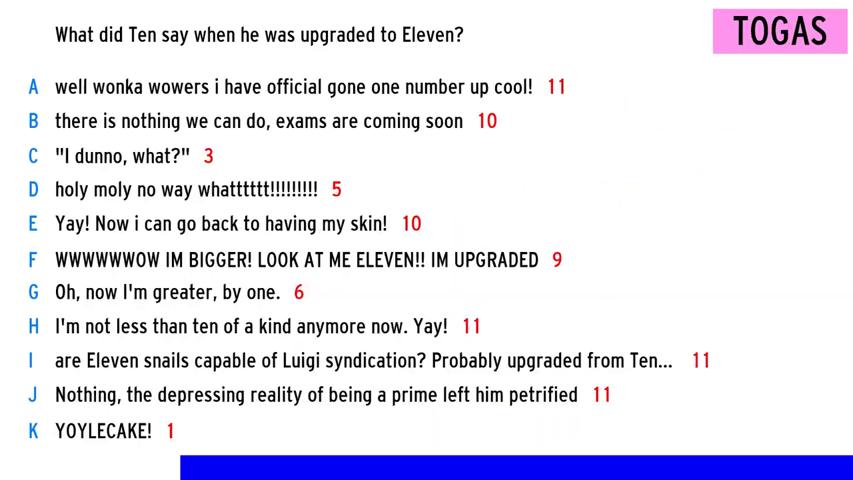 What did Ten say when he was upgraded to Eleven?
TOGAS
A well wonka wowers i have official gone one number up cool! 11
B there is nothing we can do, exams are coming soon 10
C "I dunno, what?" 3
D holy moly no way whatttttt!!!!!!!!! 5
E Yay! Now i can go back to having my skin! 10
F WWWWWWOW IM BIGGER! LOOK AT ME ELEVEN!! IM UPGRADED 9
G Oh, now I'm greater, by one. 6
H I'm not less than ten of a kind anymore now. Yay! 11
I are Eleven snails capable of Luigi syndication? Probably upgraded from Ten... 11
J Nothing, the depressing reality of being a prime left him petrified 11
K YOYLECAKE! 1